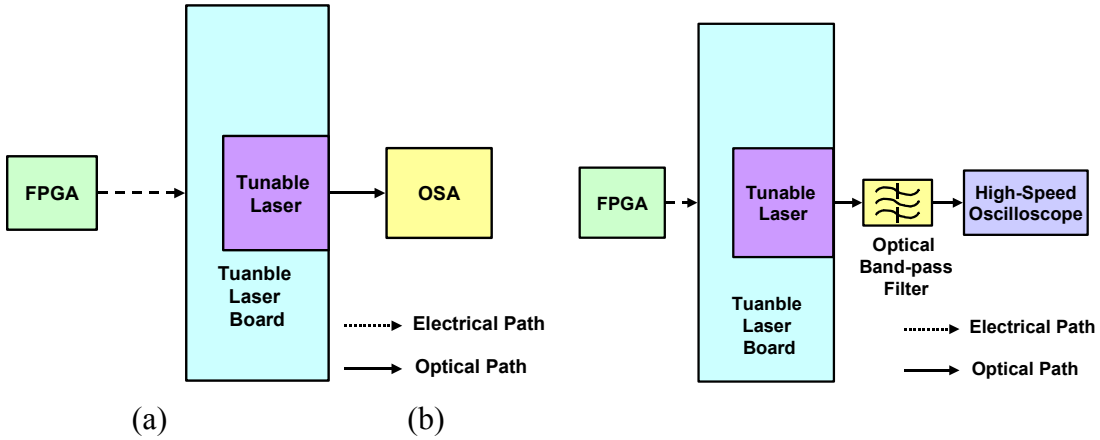 FPGA
Tunable
Laser
OSA
Tuanble
Laser
Board
Electrical Path
Optical Path
(a)
FPGA
Tunable
Laser
High-Speed
Oscilloscope
Optical
Band-pass
Filter
Tuanble
Laser
Board
Electrical Path
Optical Path
(b)